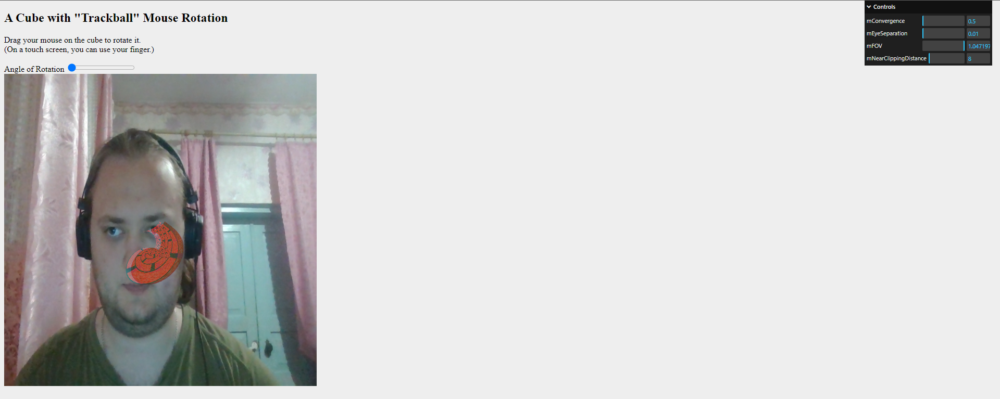 A Cube with "Trackball" Mouse Rotation
Drag your mouse on the cube to rotate it.
(On a touch screen, you can use your finger.)
Angle of Rotation
Controls
mConvergence 0.5
mEyeSeparation 0.01
mFOV 1.047197
mNearClippingDistance 8